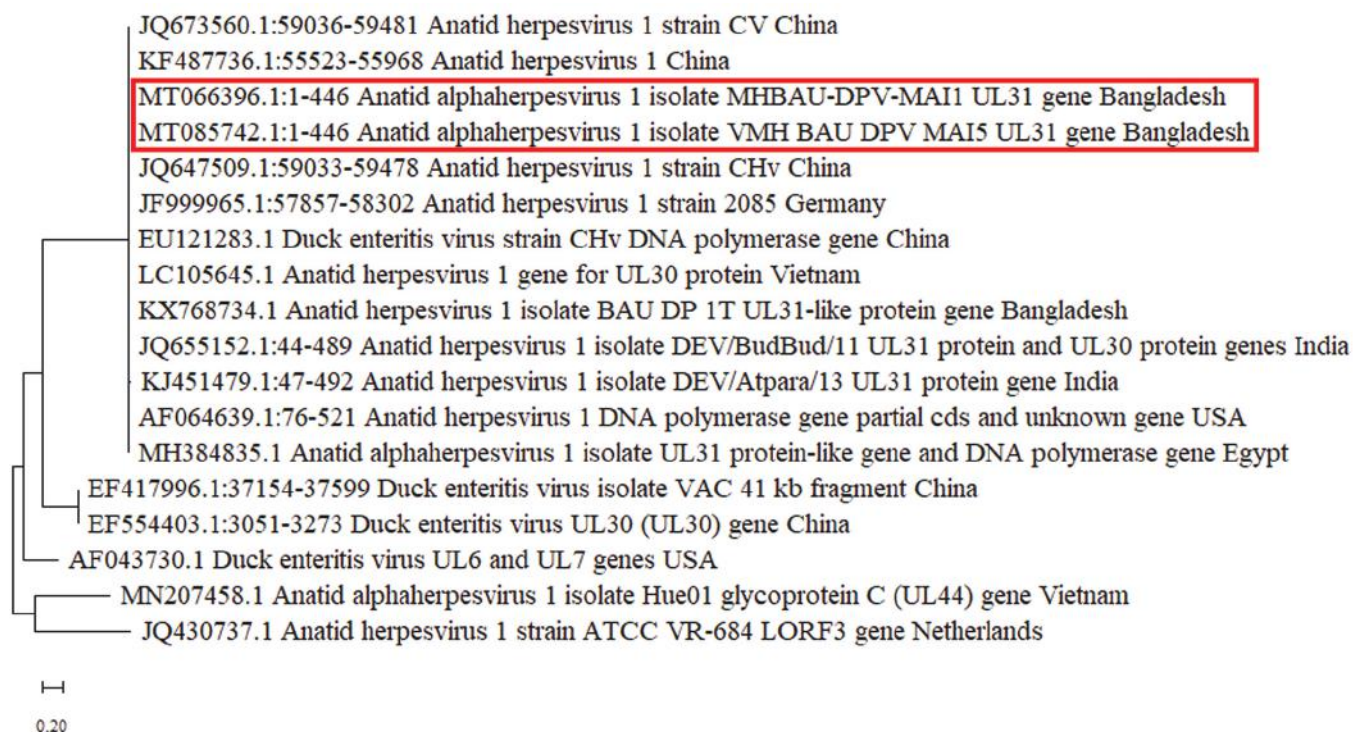 JQ673560.1:59036-59481 Anatid herpesvirus 1 strain CV China
KF487736.1:55523-55968 Anatid herpesvirus 1 China
MT066396.1:1-446 Anatid alphaherpesvirus 1 isolate MHBAU-DPV-MAI1 UL31 gene Bangladesh
MT085742.1:1-446 Anatid alphaherpesvirus 1 isolate VMH BAU DPV MAI5 UL31 gene Bangladesh
JQ647509.1:59033-59478 Anatid herpesvirus 1 strain CHv China
JF999965.1:57857-58302 Anatid herpesvirus 1 strain 2085 Germany
EU121283.1 Duck enteritis virus strain CHv DNA polymerase gene China
LC105645.1 Anatid herpesvirus 1 gene for UL30 protein Vietnam
KX768734.1 Anatid herpesvirus 1 isolate BAU DP 1T UL31-like protein gene Bangladesh
JQ655152.1:44-489 Anatid herpesvirus 1 isolate DEV/BudBud/11 UL31 protein and UL30 protein genes India
KJ451479.1:47-492 Anatid herpesvirus 1 isolate DEV/Atpara/13 UL31 protein gene India
AF064639.1:76-521 Anatid herpesvirus 1 DNA polymerase gene partial cds and unknown gene USA
MH384835.1 Anatid alphaherpesvirus 1 isolate UL31 protein-like gene and DNA polymerase gene Egypt
EF417996.1:37154-37599 Duck enteritis virus isolate VAC 41 kb fragment China
EF554403.1:3051-3273 Duck enteritis virus UL30 (UL30) gene China
AF043730.1 Duck enteritis virus UL6 and UL7 genes USA
MN207458.1 Anatid alphaherpesvirus 1 isolate Hue01 glycoprotein C (UL44) gene Vietnam
JQ430737.1 Anatid herpesvirus 1 strain ATCC VR-684 LORF3 gene Netherlands
0.20